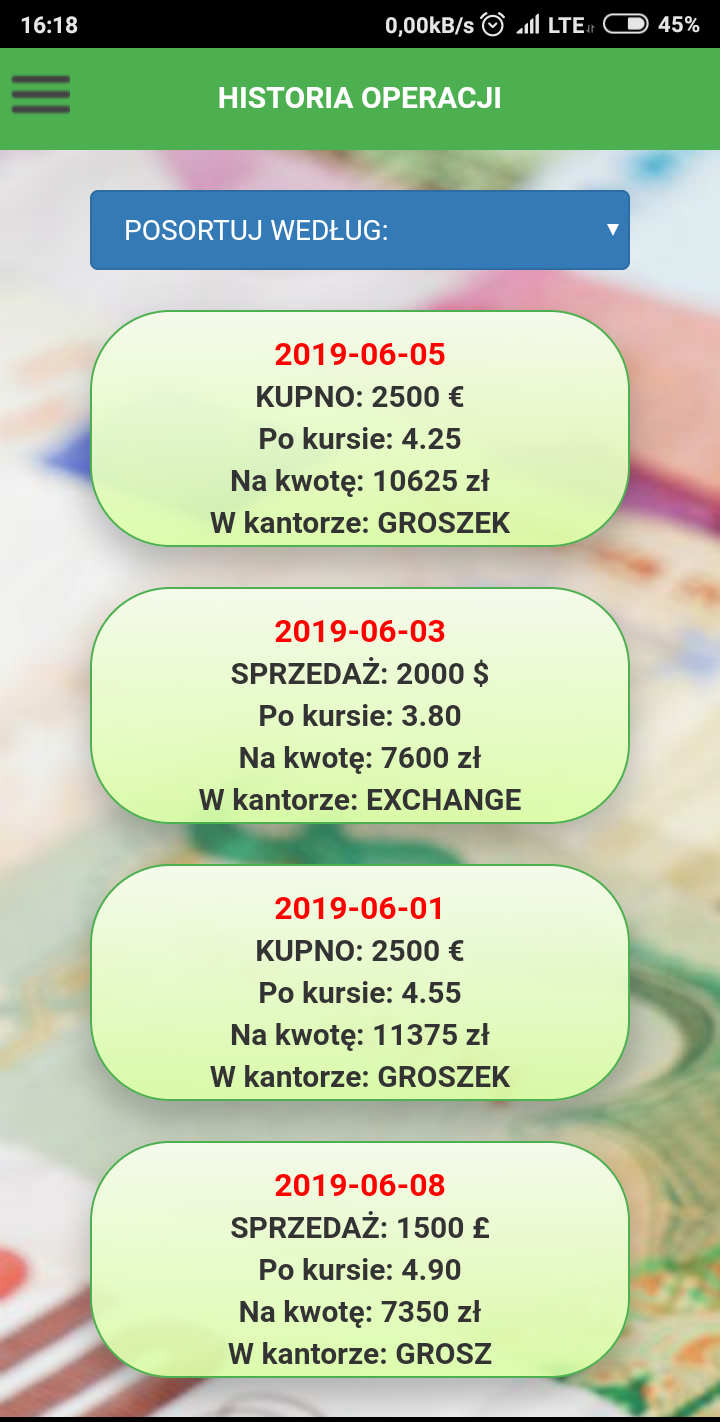 16:18 0,00kB/s LTE 45%
HISTORIA OPERACJI
POSORTUJ WEDŁUG:
2019-06-05
KUPNO: 2500 €
Po kursie: 4.25
Na kwotę: 10625 zł
W kantorze: GROSZEK
2019-06-03
SPRZEDAŻ: 2000 $
Po kursie: 3.80
Na kwotę: 7600 zł
W kantorze: EXCHANGE
2019-06-01
KUPNO: 2500 €
Po kursie: 4.55
Na kwotę: 11375 zł
W kantorze: GROSZEK
2019-06-08
SPRZEDAŻ: 1500 £
Po kursie: 4.90
Na kwotę: 7350 zł
W kantorze: GROSZ